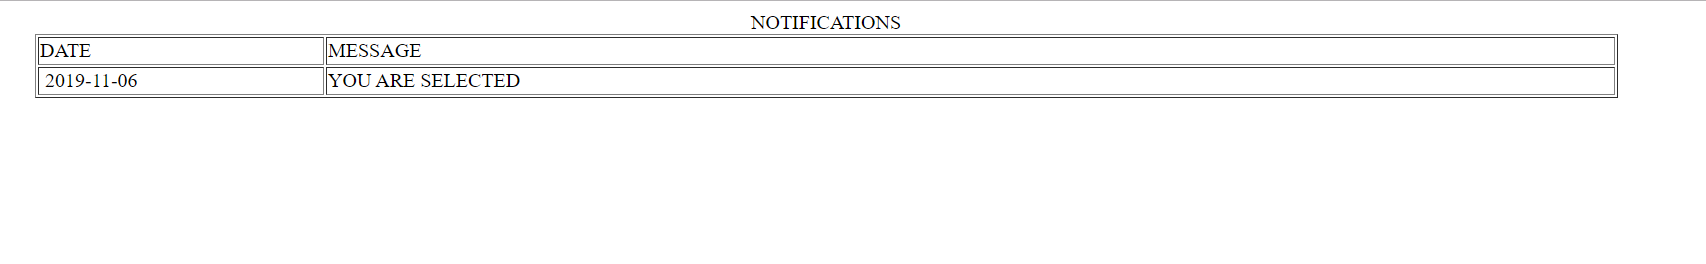 NOTIFICATIONS
DATE MESSAGE
2019-11-06 YOU ARE SELECTED